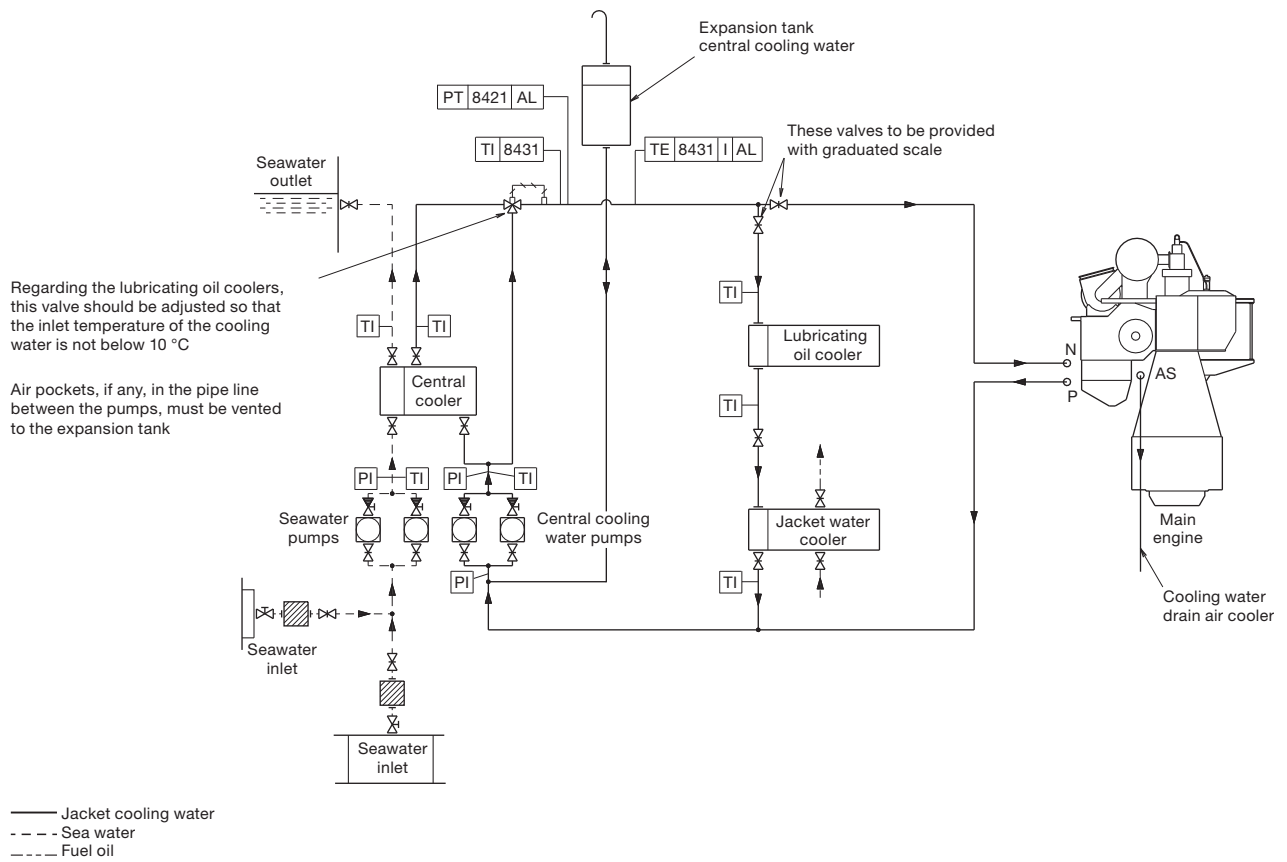 Expansion tank
central cooling water
PT 8421 AL
These valves to be provided
with graduated scale
TI 8431
TE 8431 I AL
Seawater
outlet
Regarding the lubricating oil coolers,
this valve should be adjusted so that
the inlet temperature of the cooling
water is not below 10 °C
Air pockets, if any, in the pipe line
between the pumps, must be vented
to the expansion tank
TI
TI
TI
Lubricating
oil cooler
N
AS
P
Central
cooler
TI
PI
TI
PI
TI
Seawater
pumps
Central cooling
water pumps
Jacket water
cooler
Main
engine
PI
TI
Cooling water
drain air cooler
Seawater
inlet
Seawater
inlet
Jacket cooling water
Sea water
Fuel oil